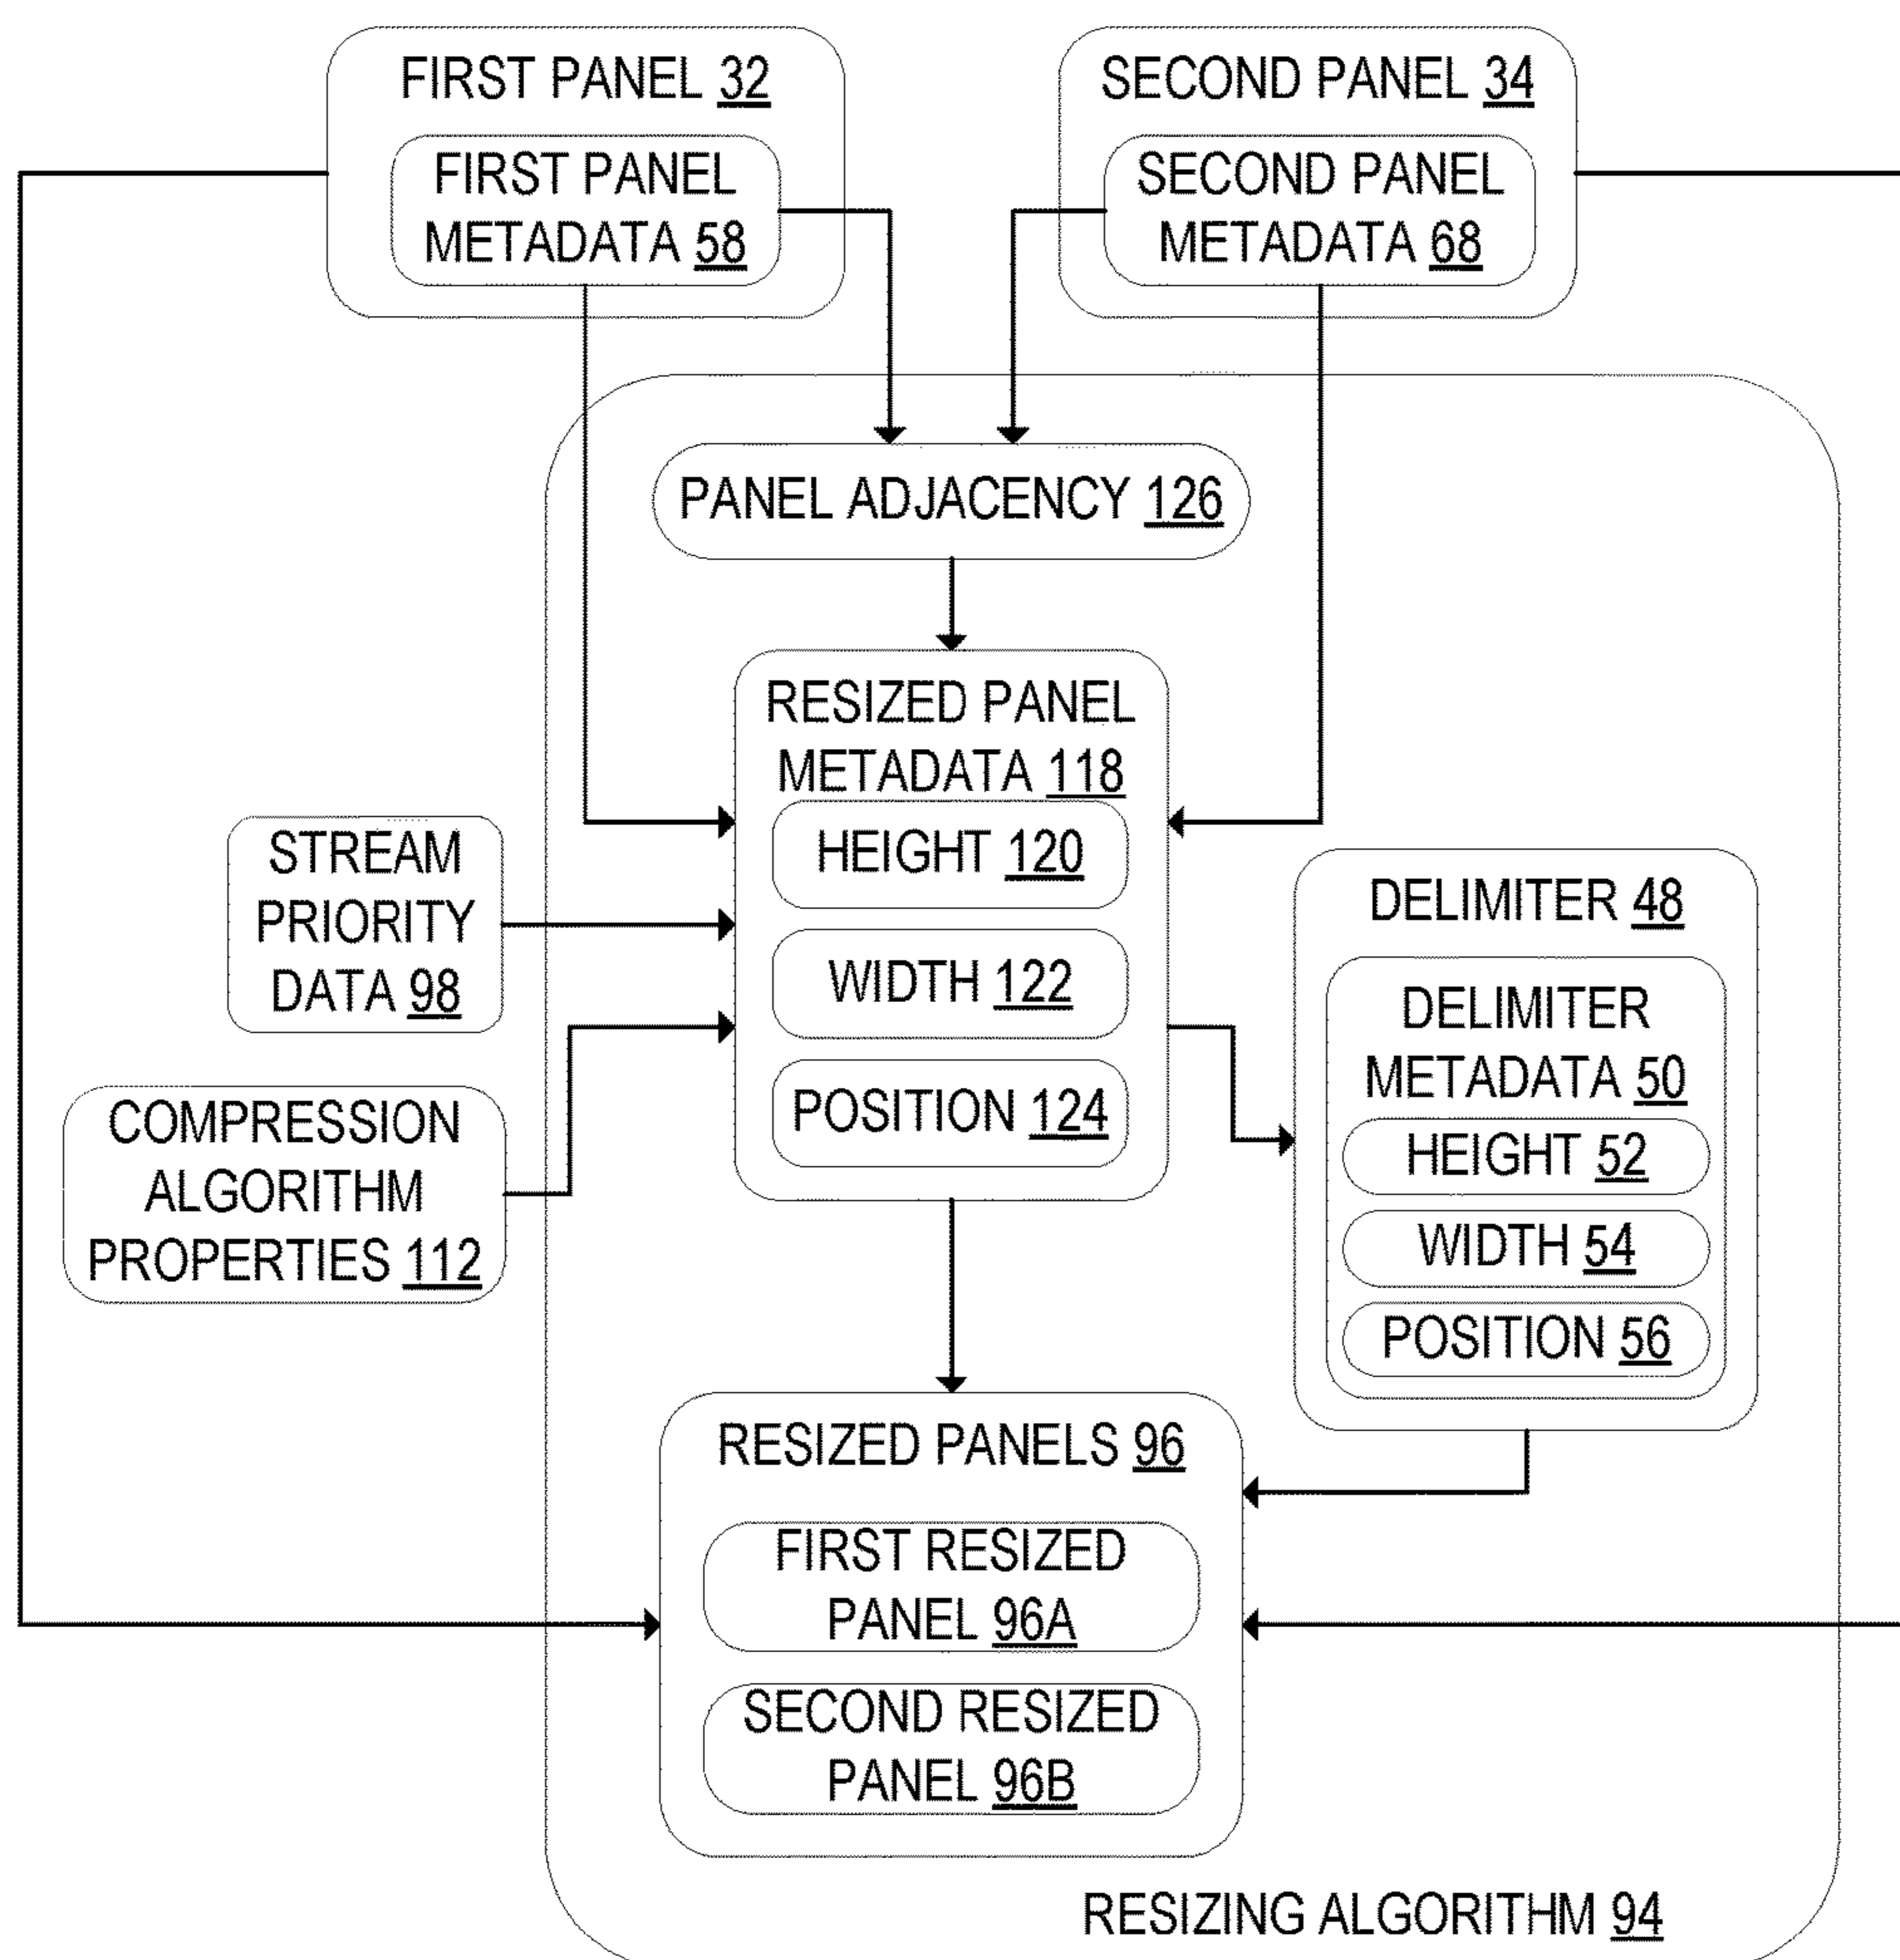 FIRST PANEL 32
FIRST PANEL
METADATA 58
SECOND PANEL 34
SECOND PANEL
METADATA 68
PANEL ADJACENCY 126
RESIZED PANEL
METADATA 118
HEIGHT 120
WIDTH 122
POSITION 124
STREAM
PRIORITY
DATA 98
COMPRESSION
ALGORITHM
PROPERTIES 112
DELIMITER 48
DELIMITER
METADATA 50
HEIGHT 52
WIDTH 54
POSITION 56
RESIZED PANELS 96
FIRST RESIZED
PANEL 96A
SECOND RESIZED
PANEL 96B
RESIZING ALGORITHM 94